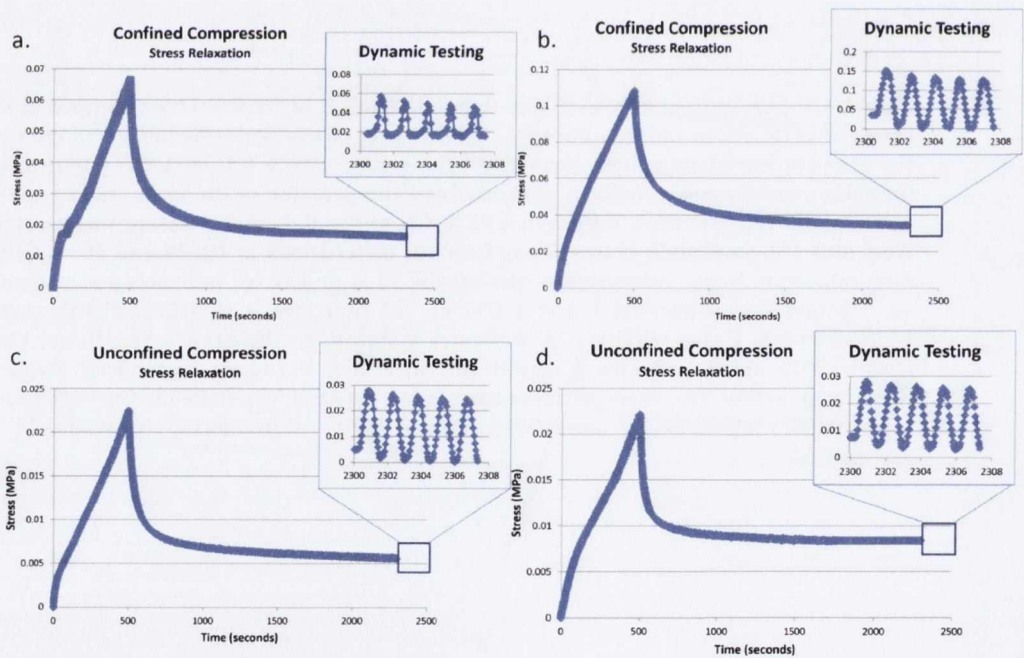 a.
Confined Compression
Stress Relaxation
Dynamic Testing
0.08
0.06
0.04
0.02
0
2300 2302 2304 2306 2308
0.07
0.06
0.05
0.04
0.03
0.02
0.01
0
Stress (MPa)
0 500 1000 1500 2000 2500
Time (seconds)
b.
Confined Compression
Stress Relaxation
Dynamic Testing
0.2
0.15
0.1
0.05
0
2300 2302 2304 2306 2308
0.12
0.1
0.08
0.06
0.04
0.02
0
Stress (MPa)
0 500 1000 1500 2000 2500
Time (seconds)
c.
Unconfined Compression
Stress Relaxation
Dynamic Testing
0.03
0.02
0.01
0
2300 2302 2304 2306 2308
0.025
0.02
0.015
0.01
0.005
0
Stress (MPa)
0 500 1000 1500 2000 2500
Time (seconds)
d.
Unconfined Compression
Stress Relaxation
Dynamic Testing
0.03
0.02
0.01
0
2300 2302 2304 2306 2308
0.025
0.02
0.015
0.01
0.005
0
Stress (MPa)
0 500 1000 1500 2000 2500
Time (seconds)